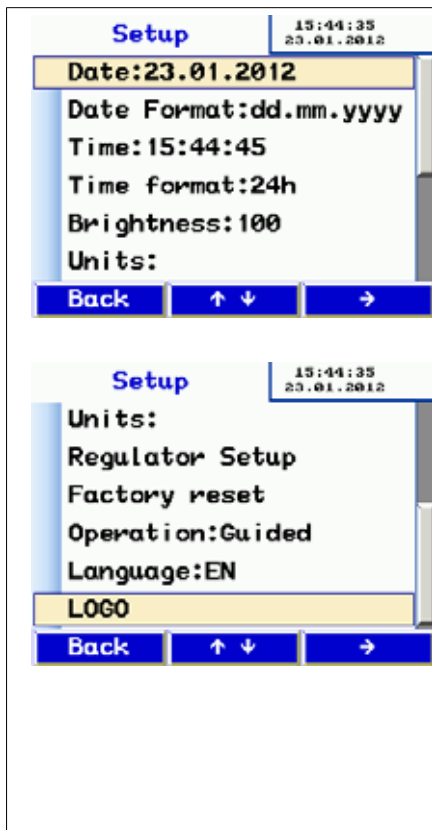 Setup
15:44:35
23.01.2012
Date:23.01.2012
Date Format:dd.mm.yyyy
Time:15:44:45
Time format:24h
Brightness:100
Units:
Back ↑ ↓ →
Setup
15:44:35
23.01.2012
Units:
Regulator Setup
Factory reset
Operation:Guided
Language:EN
LOGO
Back ↑ ↓ →